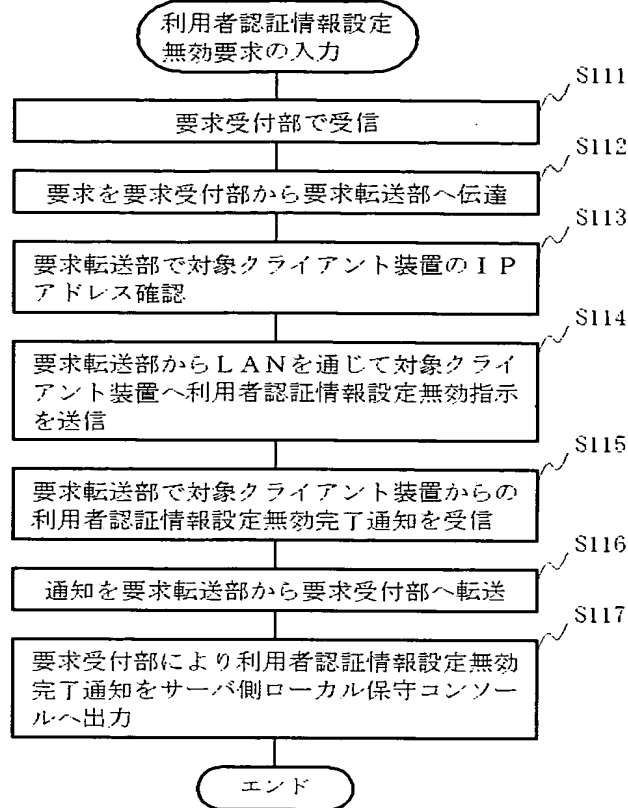 利用者認証情報設定
無効要求の入力
S111
要求受付部で受信
S112
要求を要求受付部から要求転送部へ伝達
S113
要求転送部で対象クライアント装置のＩＰ
アドレス確認
S114
要求転送部からＬＡＮを通じて対象クライ
アント装置へ利用者認証情報設定無効指示
を送信
S115
要求転送部で対象クライアント装置からの
利用者認証情報設定無効完了通知を受信
S116
通知を要求転送部から要求受付部へ転送
S117
要求受付部により利用者認証情報設定無効
完了通知をサーバ側ローカル保守コンソー
ルへ出力
エンド